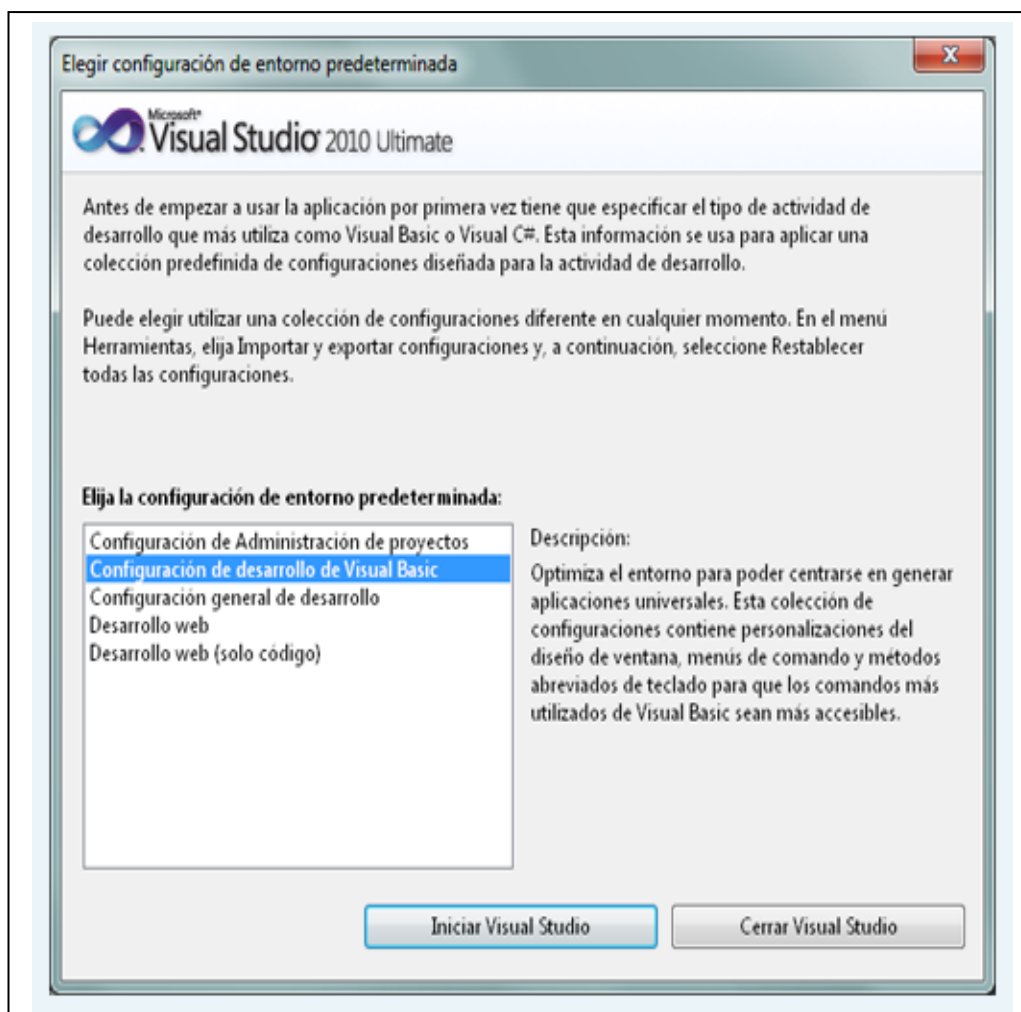 Elegir configuración de entorno predeterminada
x
Microsoft®
Visual Studio® 2010 Ultimate
Antes de empezar a usar la aplicación por primera vez tiene que especificar el tipo de actividad de
desarrollo que más utiliza como Visual Basic o Visual C#. Esta información se usa para aplicar una
colección predefinida de configuraciones diseñada para la actividad de desarrollo.
Puede elegir utilizar una colección de configuraciones diferente en cualquier momento. En el menú
Herramientas, elija Importar y exportar configuraciones y, a continuación, seleccione Restablecer
todas las configuraciones.
Elija la configuración de entorno predeterminada:
Configuración de Administración de proyectos
Configuración de desarrollo de Visual Basic
Configuración general de desarrollo
Desarrollo web
Desarrollo web (solo código)
Descripción:
Optimiza el entorno para poder centrarse en generar
aplicaciones universales. Esta colección de
configuraciones contiene personalizaciones del
diseño de ventana, menús de comando y métodos
abreviados de teclado para que los comandos más
utilizados de Visual Basic sean más accesibles.
Iniciar Visual Studio
Cerrar Visual Studio